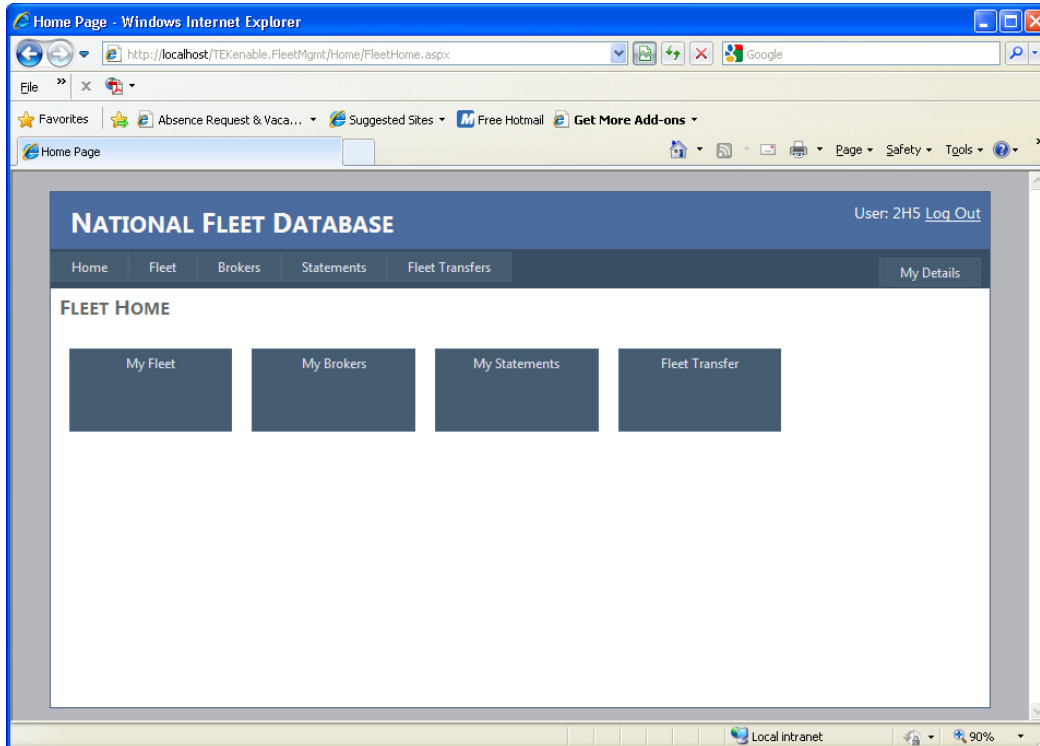 Home Page - Windows Internet Explorer
http://localhost/TEKenable.FleetMgmt/Home/FleetHome.aspx Google
File » x
Favorites Absence Request & Vaca... Suggested Sites Free Hotmail Get More Add-ons
Home Page Page Safety Tools »
NATIONAL FLEET DATABASE User: 2H5 Log Out
Home Fleet Brokers Statements Fleet Transfers My Details
FLEET HOME
My Fleet My Brokers My Statements Fleet Transfer
Local intranet 90%